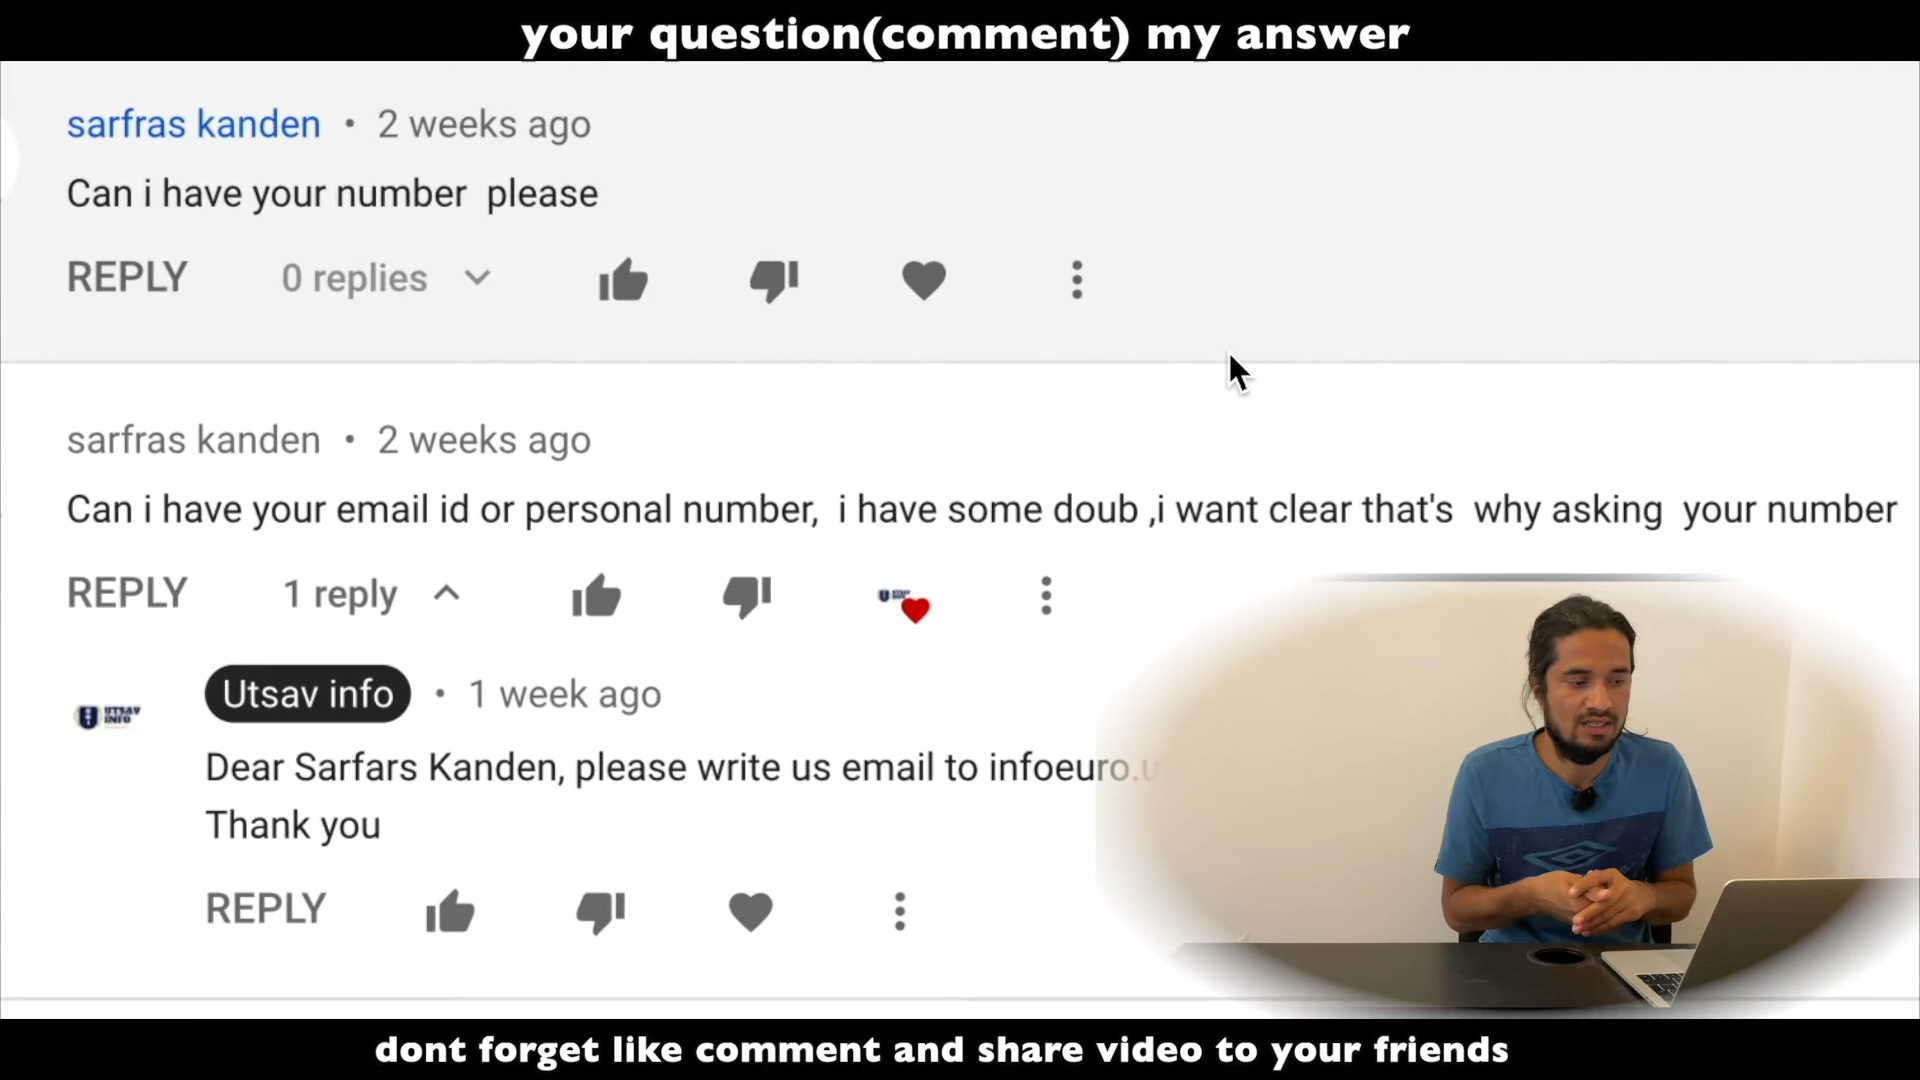 your question(comment) my answer
sarfras kanden • 2 weeks ago
Can i have your number please
REPLY 0 replies
sarfras kanden • 2 weeks ago
Can i have your email id or personal number, i have some doub ,i want clear that's why asking your number
REPLY 1 reply
Utsav info • 1 week ago
UTSAV
INFO
Dear Sarfars Kanden, please write us email to infoeuro.u
Thank you
REPLY
dont forget like comment and share video to your friends